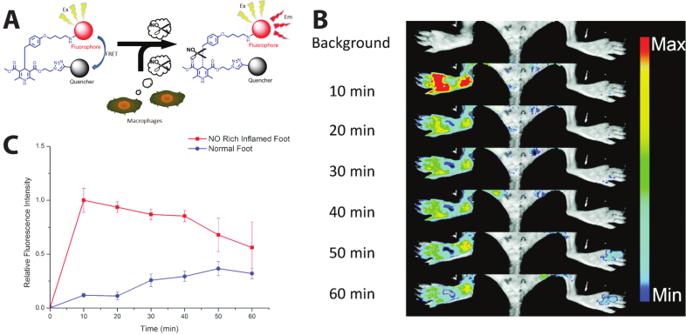 A
Ex
Fluorophore
FRET
Quencher
NO
NO
Macrophages
Ex
Em
NO
Fluorophore
Quencher
B
Background
10 min
20 min
30 min
40 min
50 min
60 min
Max
Min
C
NO Rich Inflamed Foot
Normal Foot
Relative Fluorescence Intensity
1.5
1.0
0.5
0
0 10 20 30 40 50 60
Time (min)